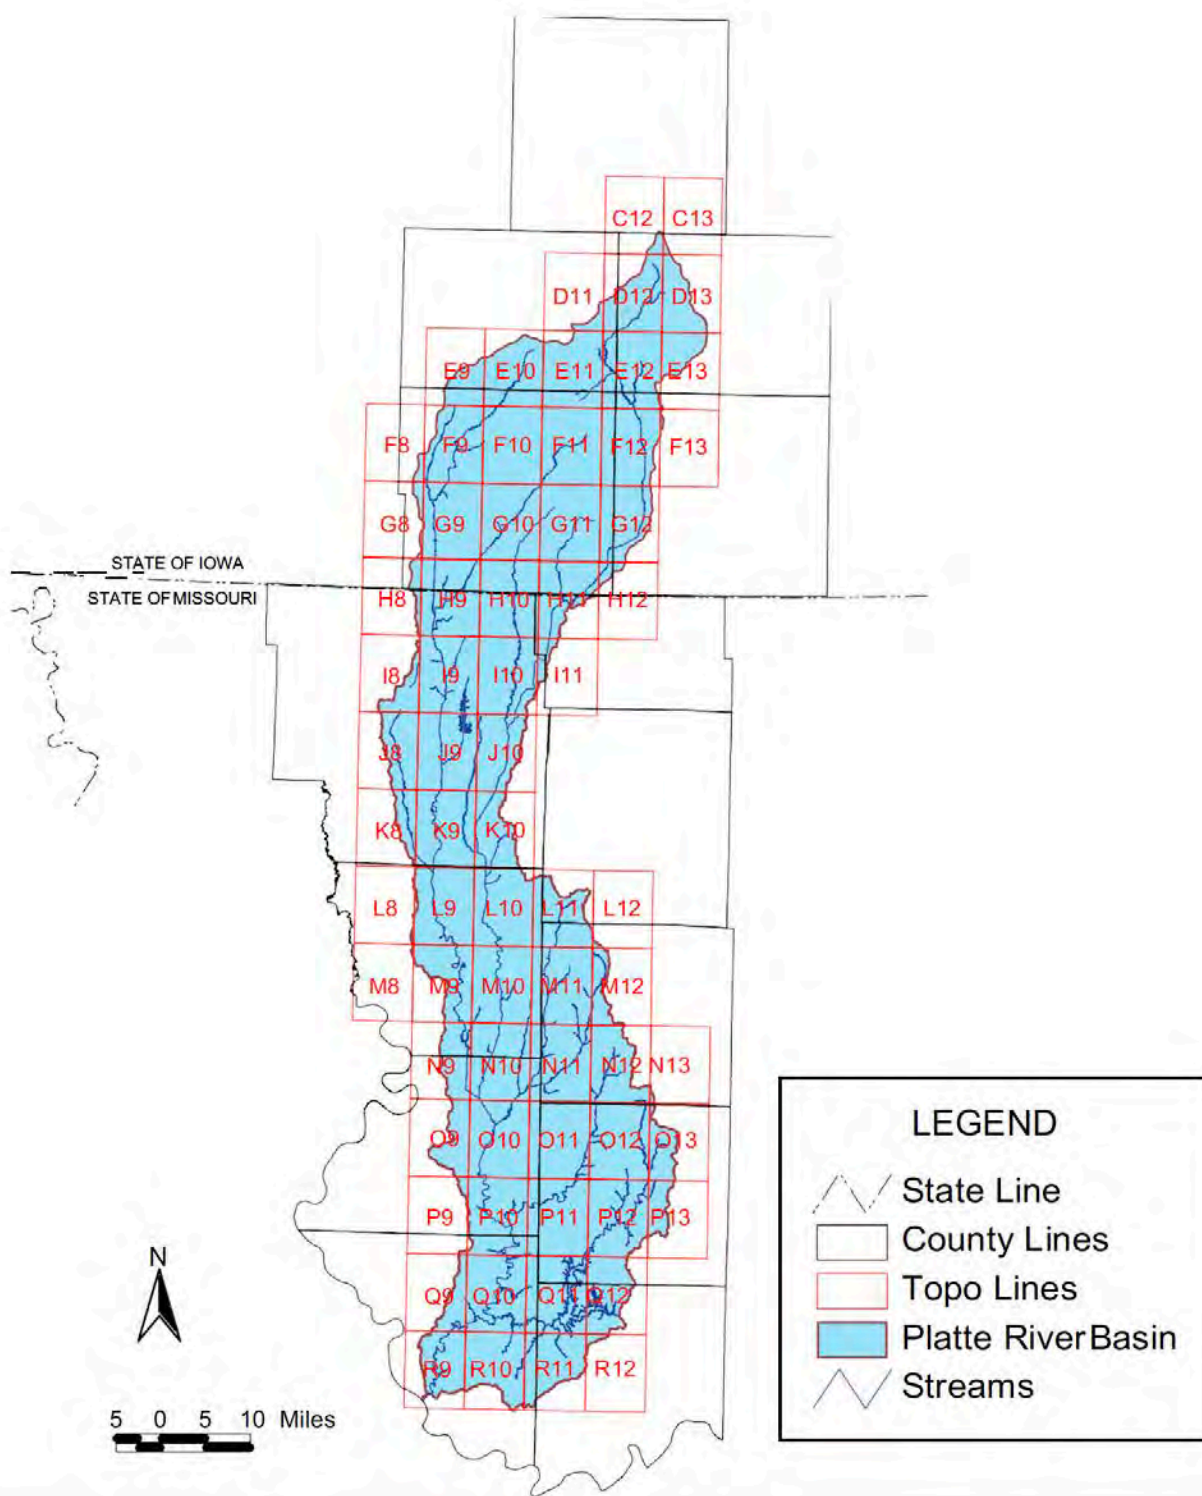 C12 C13
D11 D12 D13
E9 E10 E11 E12 E13
F8 F9 F10 F11 F12 F13
G8 G9 G10 G11 G12
STATE OF IOWA
STATE OF MISSOURI
H8 H9 H10 H11 H12
I8 I9 I10 I11
J8 J9 J10
K8 K9 K10
L8 L9 L10 L11 L12
M8 M9 M10 M11 M12
N9 N10 N11 N12 N13
O9 O10 O11 O12 O13
P9 P10 P11 P12 P13
Q9 Q10 Q11 Q12
R9 R10 R11 R12
N
5 0 5 10 Miles
LEGEND
State Line
County Lines
Topo Lines
Platte River Basin
Streams